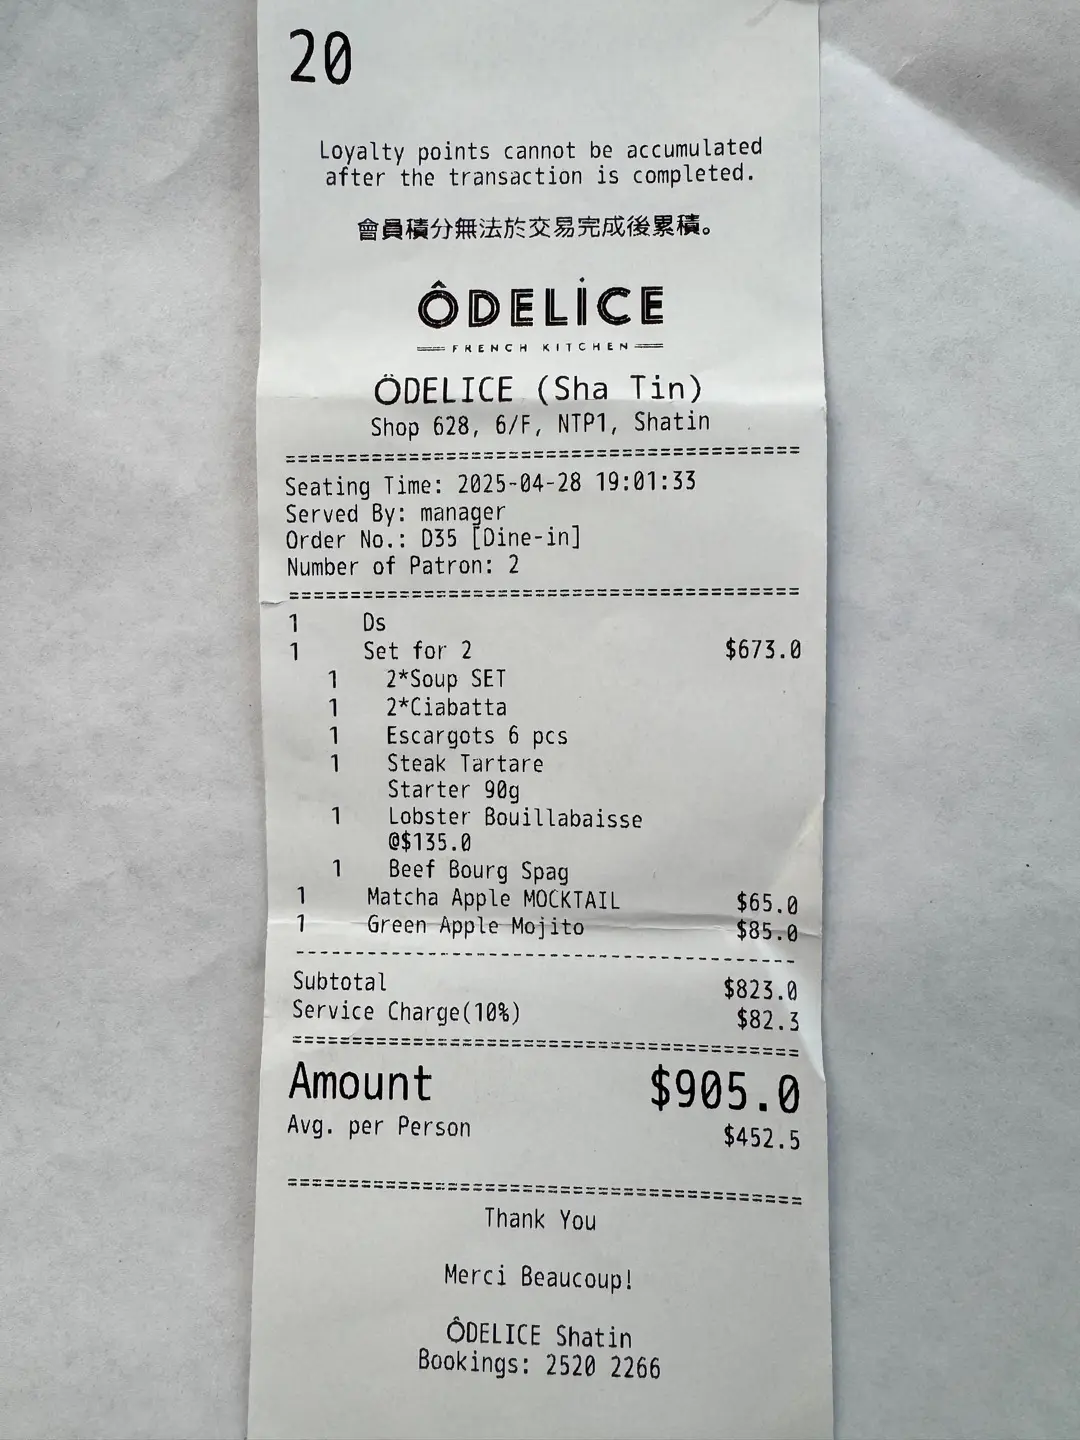 20
Loyalty points cannot be accumulated
after the transaction is completed.
會員積分無法於交易完成後累積。
ÔDELİCE
FRENCH KITCHEN
ÖDELICE (Sha Tin)
Shop 628, 6/F, NTP1, Shatin
==========================================
Seating Time: 2025-04-28 19:01:33
Served By: manager
Order No.: D35 [Dine-in]
Number of Patron: 2
==========================================
1 Ds
1 Set for 2 $673.0
1 2*Soup SET
1 2*Ciabatta
1 Escargots 6 pcs
1 Steak Tartare
Starter 90g
1 Lobster Bouillabaisse
@$135.0
1 Beef Bourg Spag
1 Matcha Apple MOCKTAIL $65.0
1 Green Apple Mojito $85.0
------------------------------------------
Subtotal $823.0
Service Charge(10%) $82.3
==========================================
Amount $905.0
Avg. per Person $452.5
==========================================
Thank You
Merci Beaucoup!
ÔDELICE Shatin
Bookings: 2520 2266